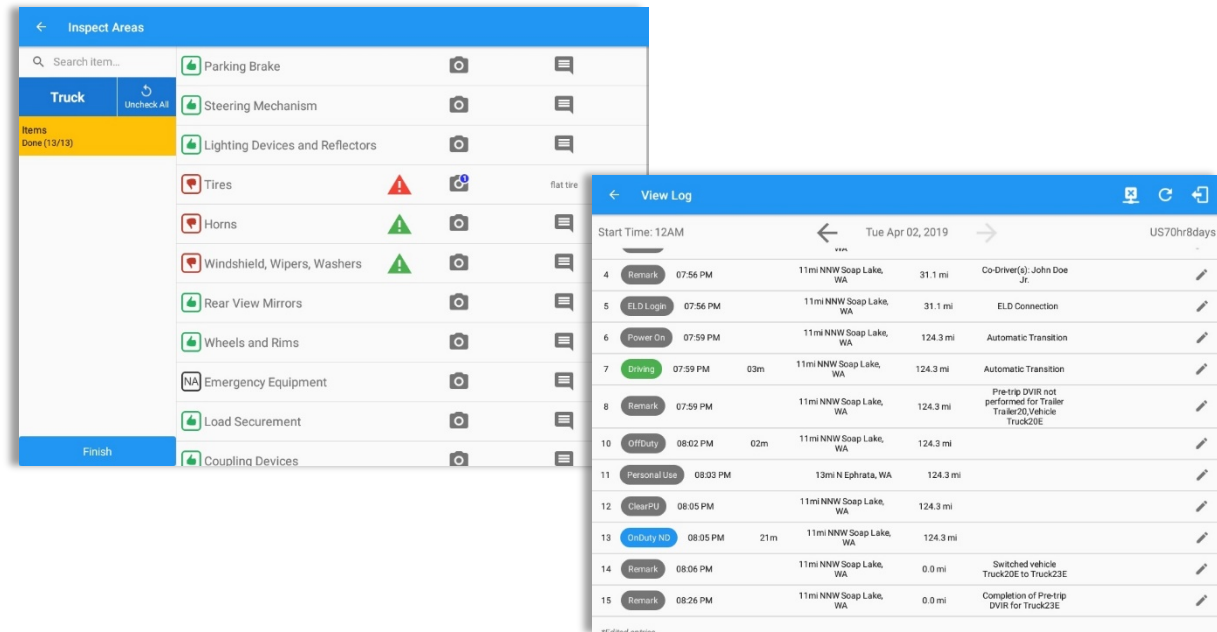 Inspect Areas
Search item...
Truck
Uncheck All
Items
Done (13/13)
Finish
Parking Brake
Steering Mechanism
Lighting Devices and Reflectors
Tires
1
flat tire
Horns
Windshield, Wipers, Washers
Rear View Mirrors
Wheels and Rims
NA Emergency Equipment
Load Securement
Coupling Devices
View Log
Start Time: 12AM
Tue Apr 02, 2019
US70hr8days
WA
4 Remark 07:56 PM 11mi NNW Soap Lake, 31.1 mi Co-Driver(s): John Doe
WA Jr.
5 ELD Login 07:56 PM 11mi NNW Soap Lake, 31.1 mi ELD Connection
WA
6 Power On 07:59 PM 11mi NNW Soap Lake, 124.3 mi Automatic Transition
WA
7 Driving 07:59 PM 03m 11mi NNW Soap Lake, 124.3 mi Automatic Transition
WA
8 Remark 07:59 PM 11mi NNW Soap Lake, 124.3 mi Pre-trip DVIR not
WA performed for Trailer
Trailer20,Vehicle
Truck20E
10 OffDuty 08:02 PM 02m 11mi NNW Soap Lake, 124.3 mi
WA
11 Personal Use 08:03 PM 13mi N Ephrata, WA 124.3 mi
12 ClearPU 08:05 PM 11mi NNW Soap Lake, 124.3 mi
WA
13 OnDuty ND 08:05 PM 21m 11mi NNW Soap Lake, 124.3 mi
WA
14 Remark 08:06 PM 11mi NNW Soap Lake, 0.0 mi Switched vehicle
WA Truck20E to Truck23E
15 Remark 08:26 PM 11mi NNW Soap Lake, 0.0 mi Completion of Pre-trip
WA DVIR for Truck23E
*Edited entries